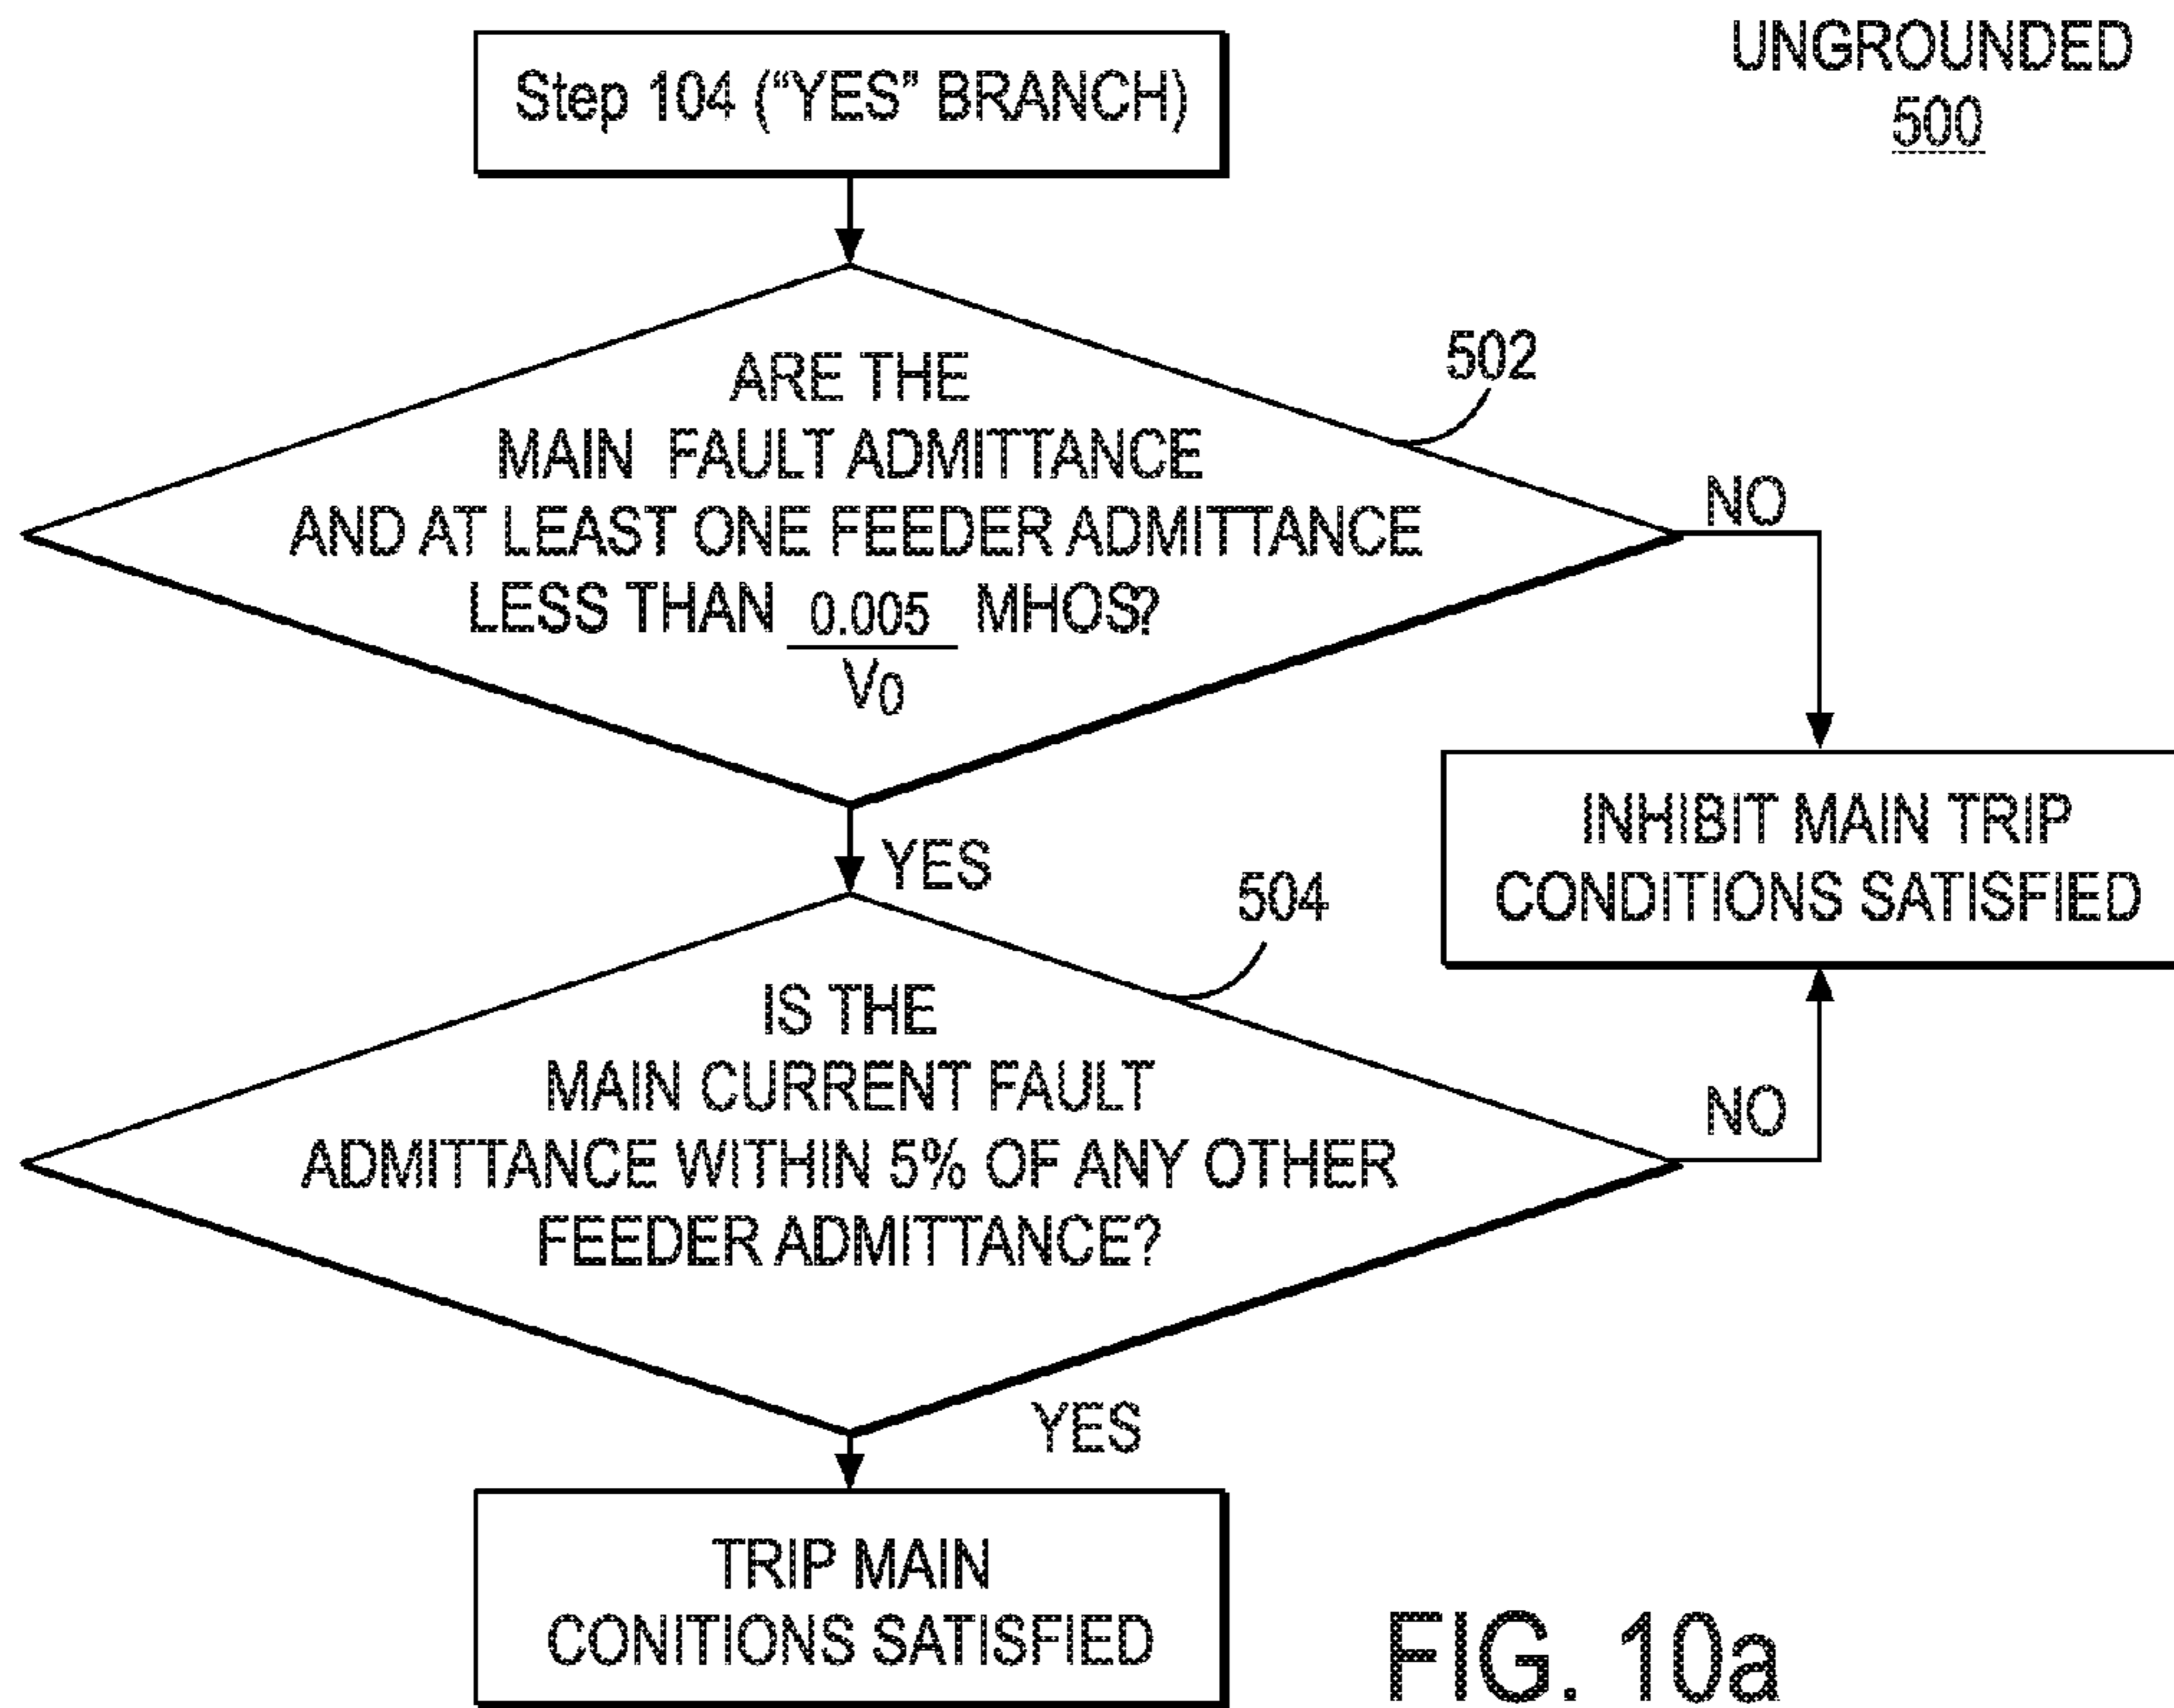 UNGROUNDED
500
Step 104 ("YES" BRANCH)
502
ARE THE
MAIN FAULT ADMITTANCE
AND AT LEAST ONE FEEDER ADMITTANCE
LESS THAN 0.005 MHOS?
V0
NO
YES
INHIBIT MAIN TRIP
CONDITIONS SATISFIED
504
IS THE
MAIN CURRENT FAULT
ADMITTANCE WITHIN 5% OF ANY OTHER
FEEDER ADMITTANCE?
NO
YES
TRIP MAIN
CONITIONS SATISFIED
FIG. 10a